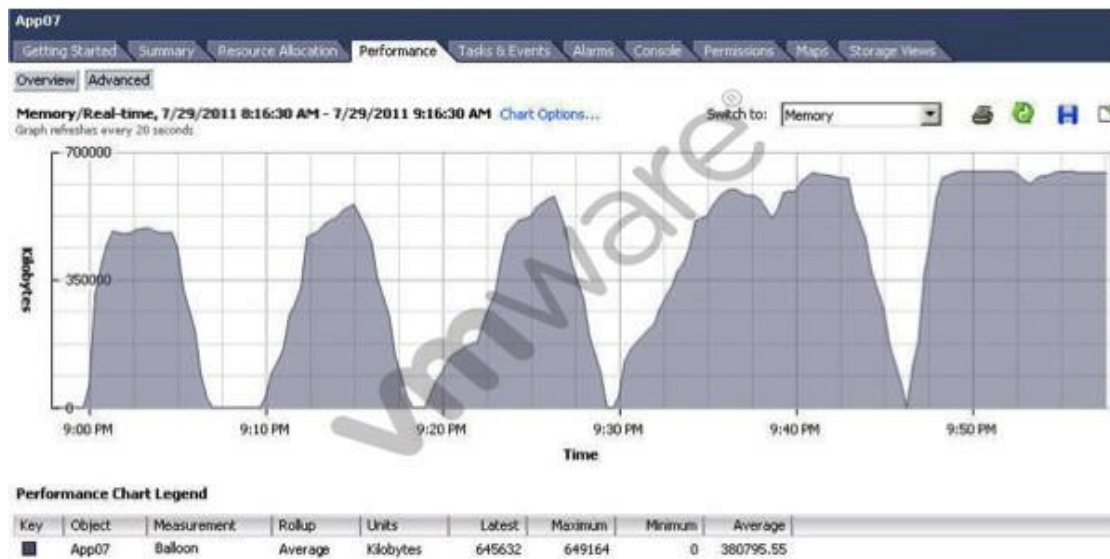 App07
Getting Started Summary Resource Allocation Performance Tasks & Events Alarms Console Permissions Maps Storage Views
Overview Advanced
Memory/Real-time, 7/29/2011 8:16:30 AM - 7/29/2011 9:16:30 AM Chart Options... Switch to: Memory
Graph refreshes every 20 seconds
700000
350000
0
Kilobytes
vmware®
9:00 PM 9:10 PM 9:20 PM 9:30 PM 9:40 PM 9:50 PM
Time
Performance Chart Legend
Key Object Measurement Rollup Units Latest Maximum Minimum Average
App07 Balloon Average Kilobytes 645632 649164 0 380795.55